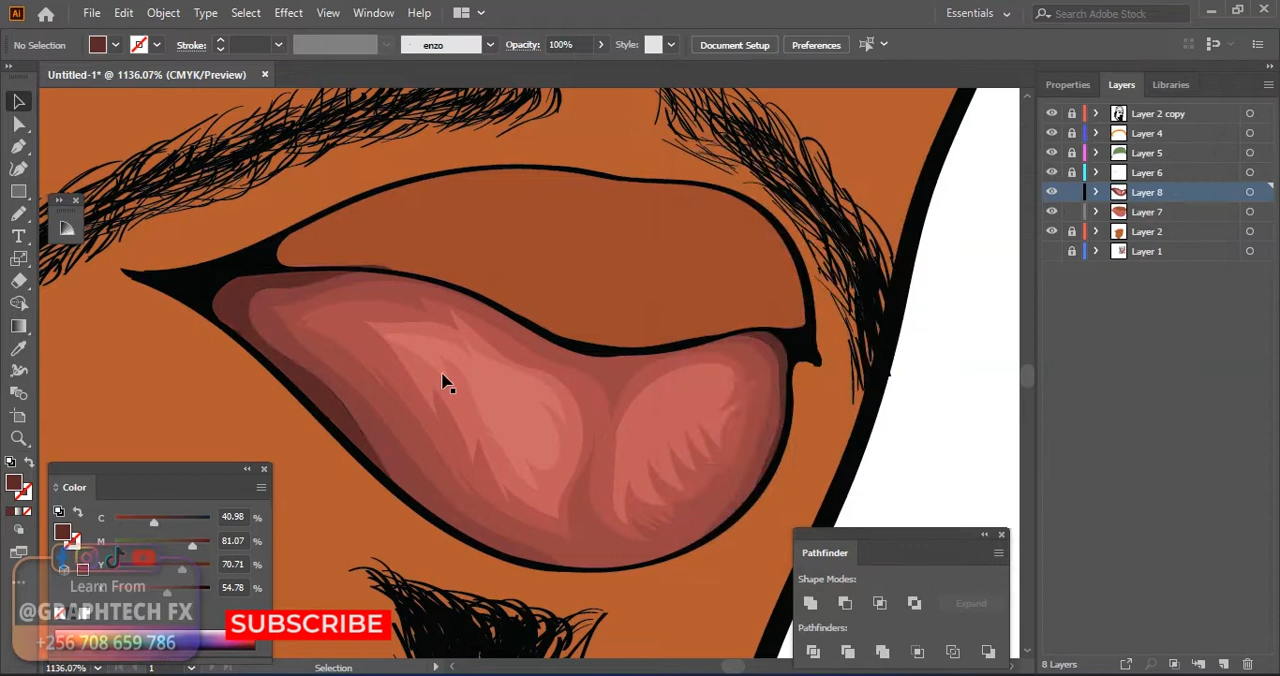 Ai File Edit Object Type Select Effect View Window Help Essentials Search Adobe Stock
No Selection Stroke: enzo Opacity: 100% Style: Document Setup Preferences
Untitled-1* @ 1136.07% (CMYK/Preview) ×
Properties Layers Libraries
Layer 2 copy
Layer 4
Layer 5
Layer 6
Layer 8
Layer 7
Layer 2
Layer 1
Color
C 40.98 %
M 81.07 %
Y 70.71 %
54.78 %
Learn From
@GRAPHTECH FX
+256 708 659 786
SUBSCRIBE
Pathfinder
Shape Modes:
Expand
Pathfinders:
1136.07% 1 Selection
8 Layers